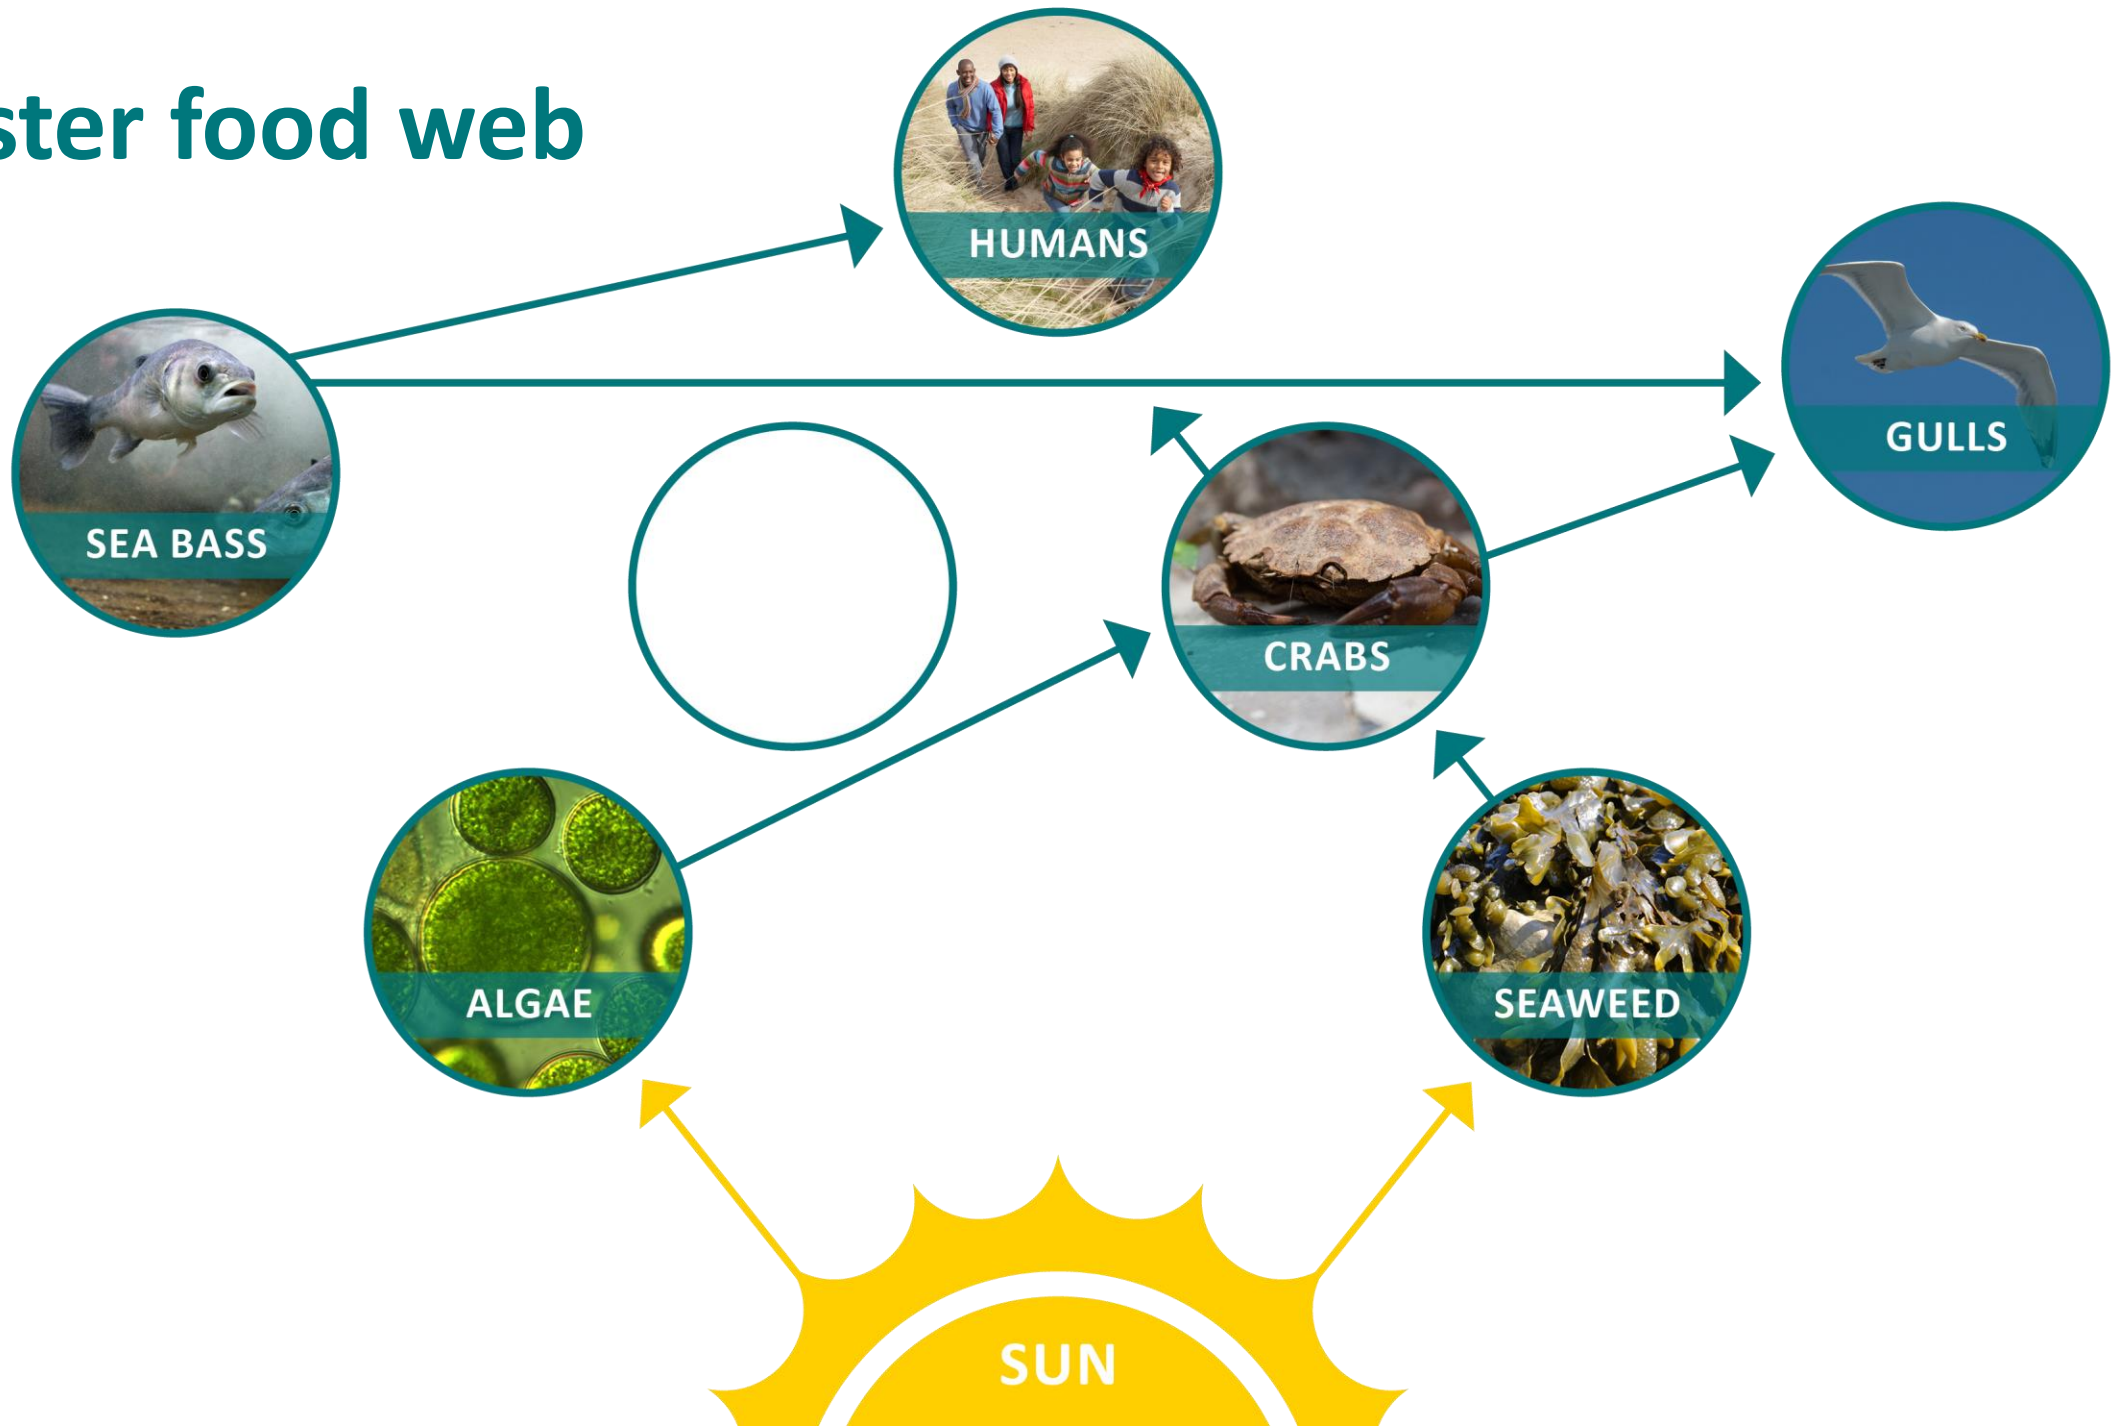 ster food web
HUMANS
GULLS
SEA BASS
CRABS
ALGAE
SEAWEED
SUN